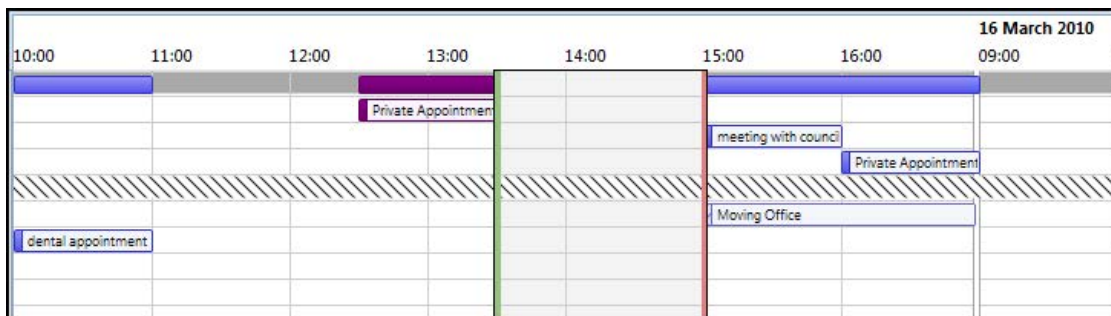 16 March 2010
10:00 11:00 12:00 13:00 14:00 15:00 16:00 09:00
Private Appointmen
meeting with council
Private Appointment
Moving Office
dental appointment